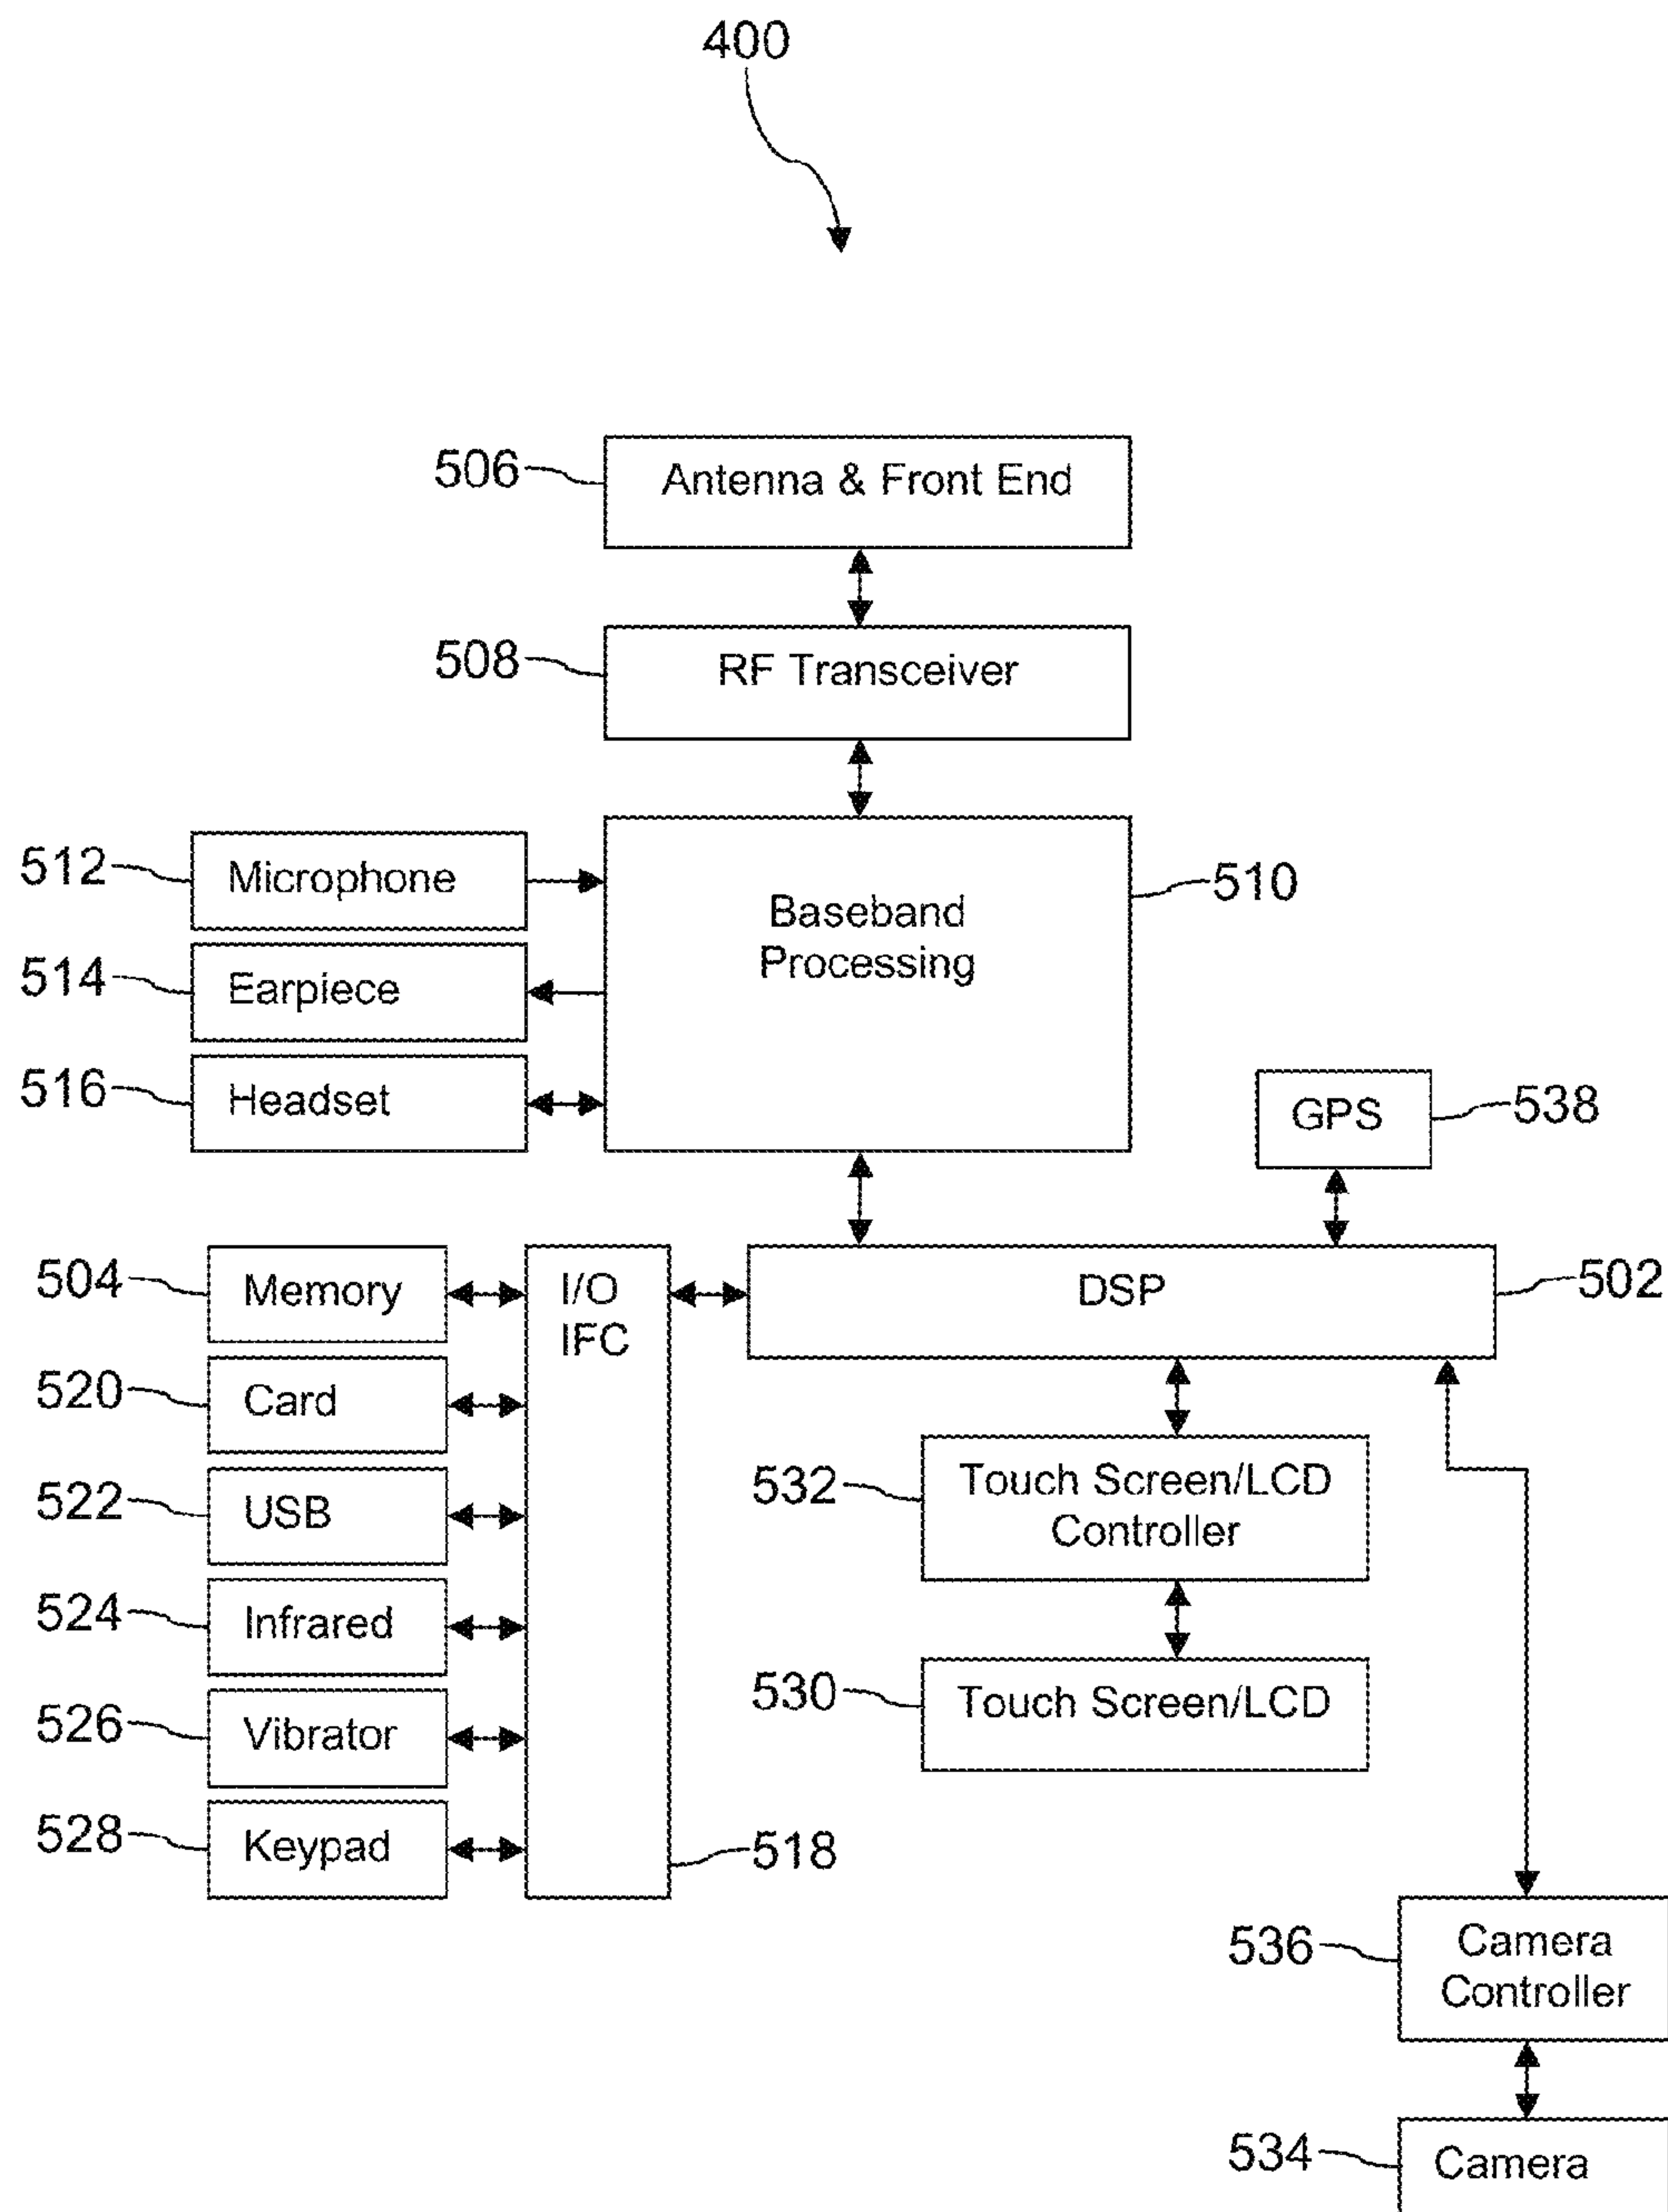 400
506
Antenna & Front End
508
RF Transceiver
512
Microphone
510
Baseband
Processing
514
Earpiece
516
Headset
GPS
538
504
Memory
I/O
IFC
DSP
502
520
Card
522
USB
532
Touch Screen/LCD
Controller
524
Infrared
530
Touch Screen/LCD
526
Vibrator
528
Keypad
518
536
Camera
Controller
534
Camera